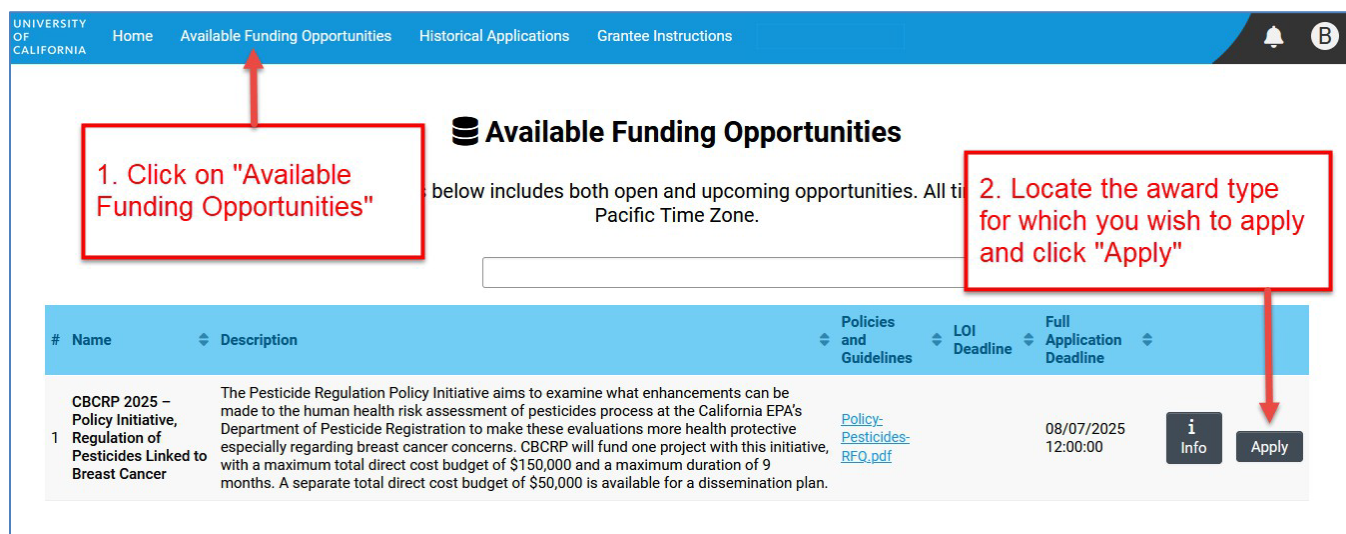 UNIVERSITY
OF
CALIFORNIA
Home Available Funding Opportunities Historical Applications Grantee Instructions B
Available Funding Opportunities
1. Click on "Available
Funding Opportunities"
below includes both open and upcoming opportunities. All
Pacific Time Zone.
2. Locate the award type
for which you wish to apply
and click "Apply"
# Name Description Policies and Guidelines LOI Deadline Full Application Deadline
1
CBCRP 2025 –
Policy Initiative,
Regulation of
Pesticides Linked to
Breast Cancer
The Pesticide Regulation Policy Initiative aims to examine what enhancements can be
made to the human health risk assessment of pesticides process at the California EPA's
Department of Pesticide Registration to make these evaluations more health protective
especially regarding breast cancer concerns. CBCRP will fund one project with this initiative,
with a maximum total direct cost budget of $150,000 and a maximum duration of 9
months. A separate total direct cost budget of $50,000 is available for a dissemination plan.
Policy-
Pesticides-
RFQ.pdf
08/07/2025
12:00:00
i
Info
Apply